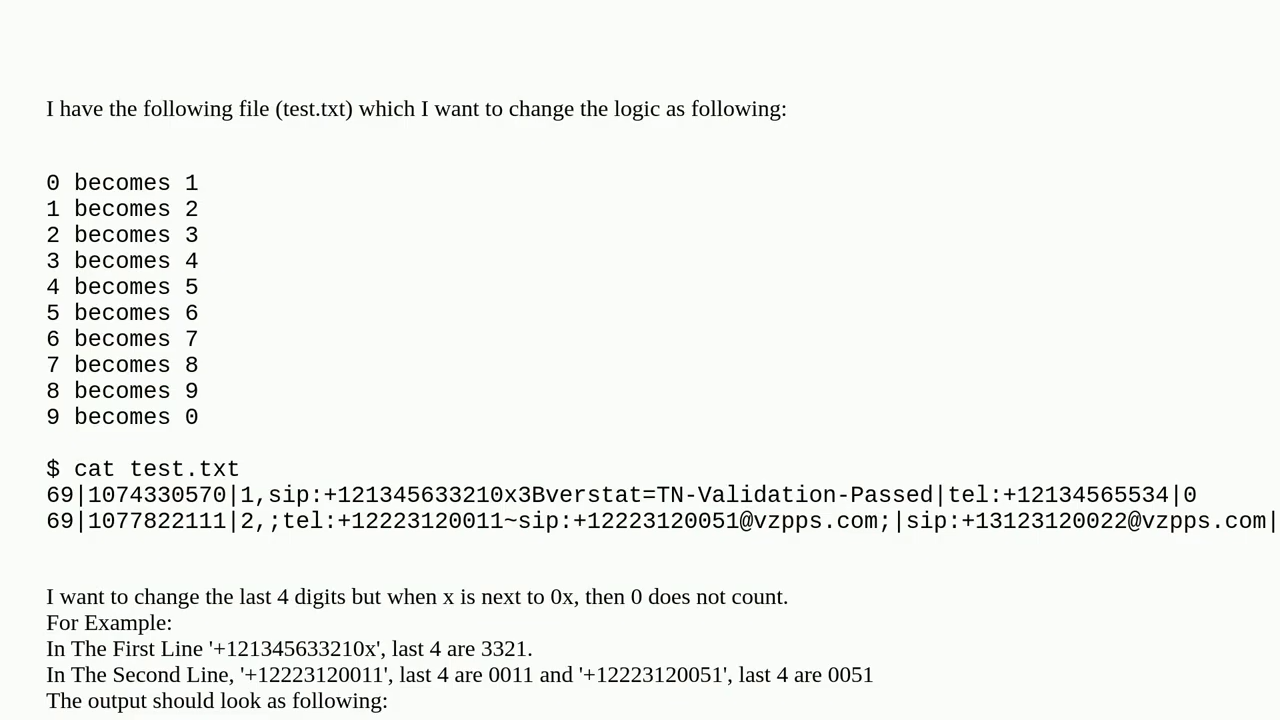 I have the following file (test.txt) which I want to change the logic as following:
0 becomes 1
1 becomes 2
2 becomes 3
3 becomes 4
4 becomes 5
5 becomes 6
6 becomes 7
7 becomes 8
8 becomes 9
9 becomes 0
$ cat test.txt
69|1074330570|1,sip:+121345633210x3Bverstat=TN-Validation-Passed|tel:+12134565534|0
69|1077822111|2,;tel:+12223120011~sip:+12223120051@vzpps.com;|sip:+13123120022@vzpps.com|
I want to change the last 4 digits but when x is next to 0x, then 0 does not count.
For Example:
In The First Line '+121345633210x', last 4 are 3321.
In The Second Line, '+12223120011', last 4 are 0011 and '+12223120051', last 4 are 0051
The output should look as following: